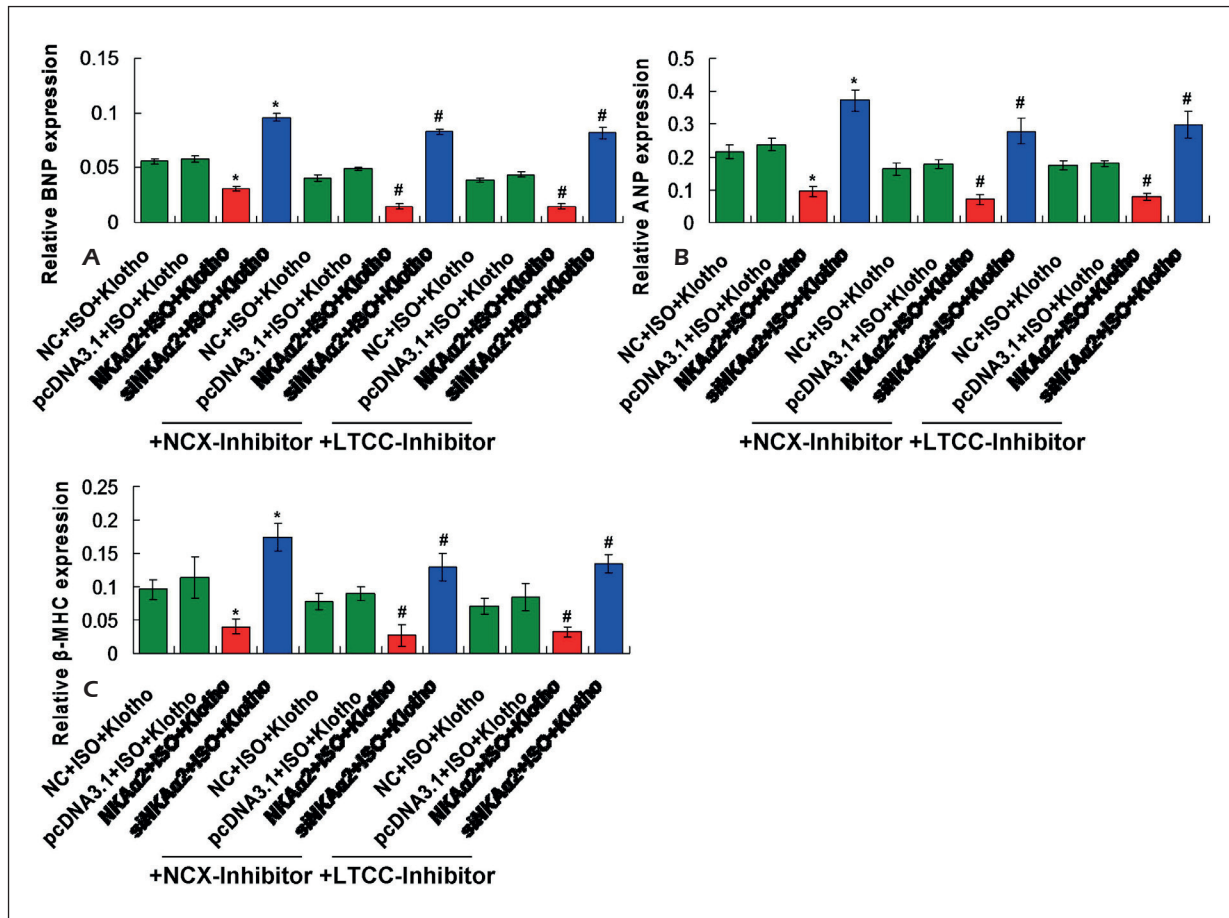 Relative BNP expression
0.15
0.1
0.05
0
*
*
#
#
#
#
A
NC+ISO+Klotho
pcDNA3.1+ISO+Klotho
NKAα2+ISO+Klotho
siNKAα2+ISO+Klotho
NC+ISO+Klotho
pcDNA3.1+ISO+Klotho
NKAα2+ISO+Klotho
siNKAα2+ISO+Klotho
NC+ISO+Klotho
pcDNA3.1+ISO+Klotho
NKAα2+ISO+Klotho
siNKAα2+ISO+Klotho
+NCX-Inhibitor +LTCC-Inhibitor
Relative ANP expression
0.5
0.4
0.3
0.2
0.1
0
*
*
#
#
#
#
B
NC+ISO+Klotho
pcDNA3.1+ISO+Klotho
NKAα2+ISO+Klotho
siNKAα2+ISO+Klotho
NC+ISO+Klotho
pcDNA3.1+ISO+Klotho
NKAα2+ISO+Klotho
siNKAα2+ISO+Klotho
NC+ISO+Klotho
pcDNA3.1+ISO+Klotho
NKAα2+ISO+Klotho
siNKAα2+ISO+Klotho
+NCX-Inhibitor +LTCC-Inhibitor
Relative β-MHC expression
0.25
0.2
0.15
0.1
0.05
0
*
*
#
#
#
#
C
NC+ISO+Klotho
pcDNA3.1+ISO+Klotho
NKAα2+ISO+Klotho
siNKAα2+ISO+Klotho
NC+ISO+Klotho
pcDNA3.1+ISO+Klotho
NKAα2+ISO+Klotho
siNKAα2+ISO+Klotho
NC+ISO+Klotho
pcDNA3.1+ISO+Klotho
NKAα2+ISO+Klotho
siNKAα2+ISO+Klotho
+NCX-Inhibitor +LTCC-Inhibitor